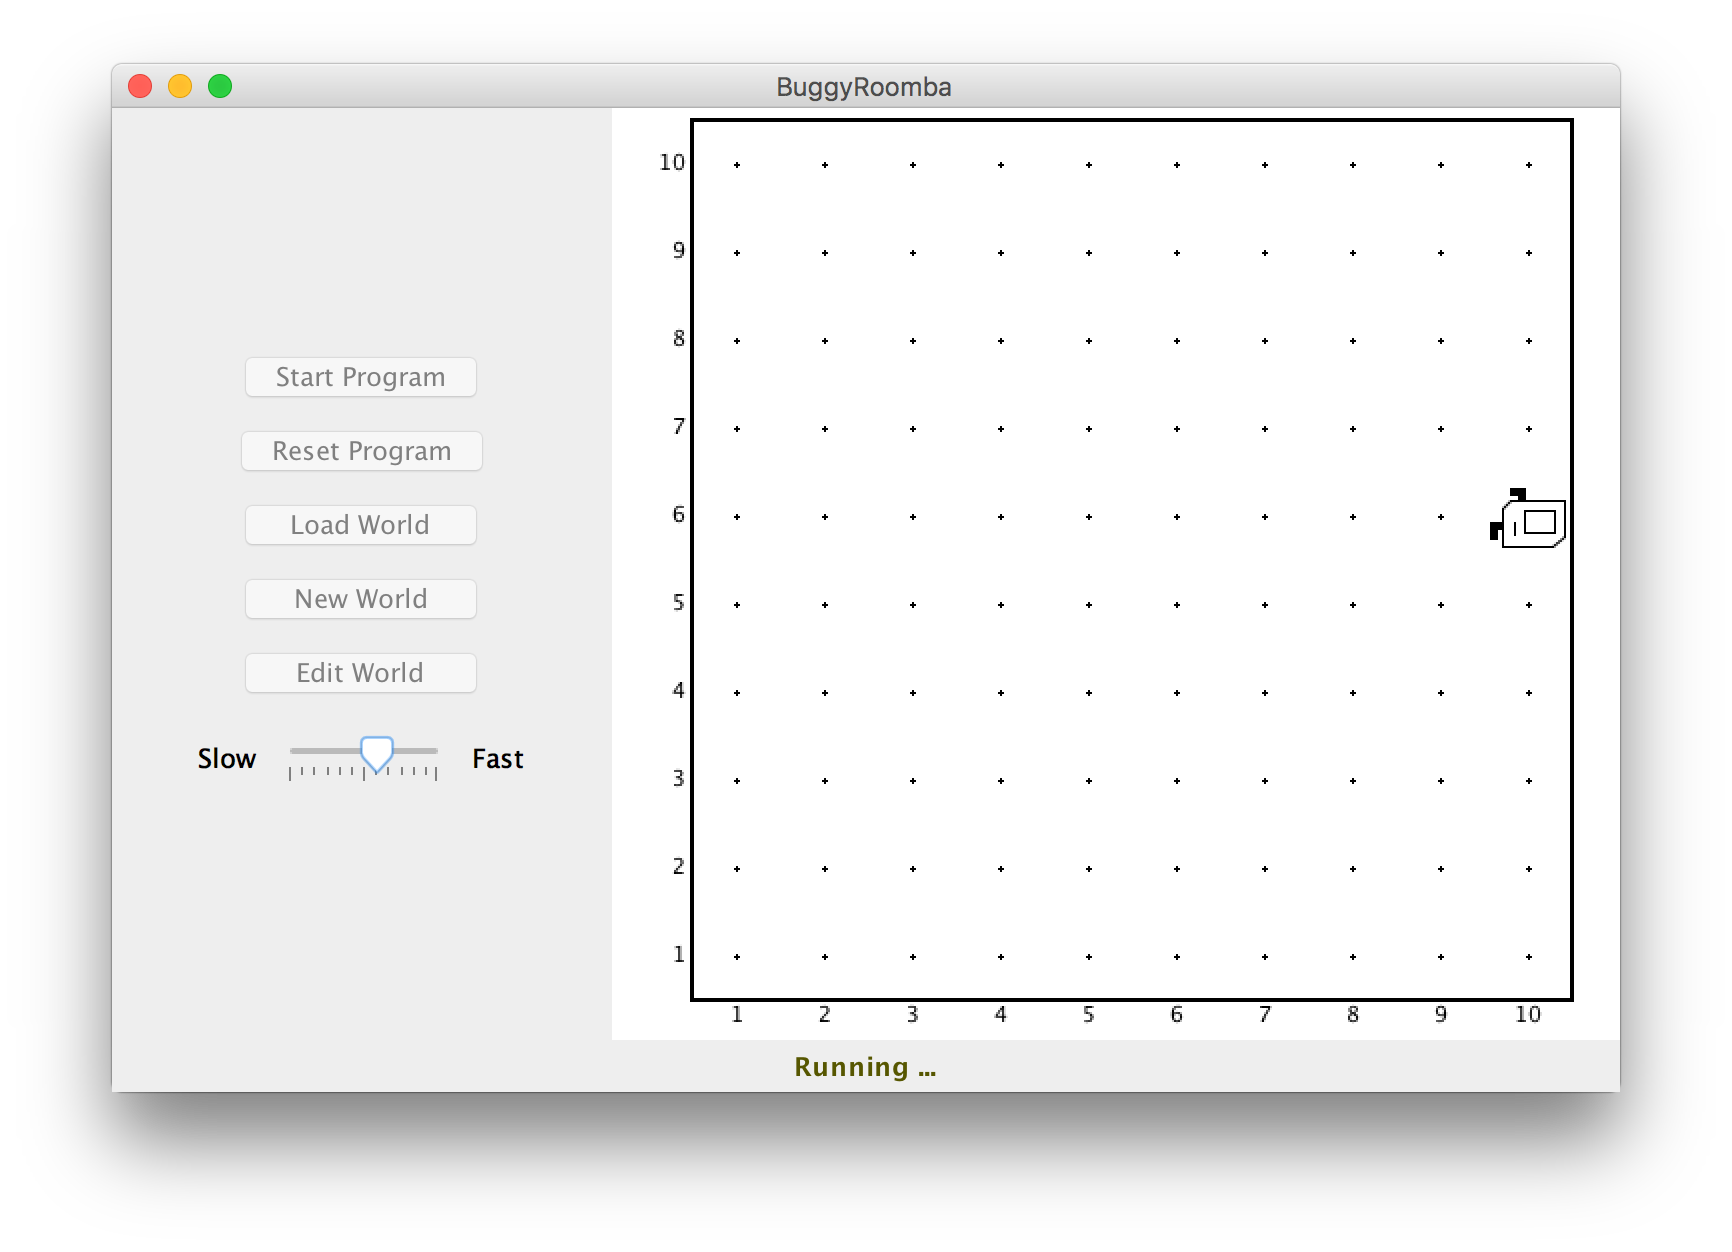 BuggyRoomba
Start Program
Reset Program
Load World
New World
Edit World
Slow Fast
10
9
8
7
6
5
4
3
2
1
1 2 3 4 5 6 7 8 9 10
Running ...